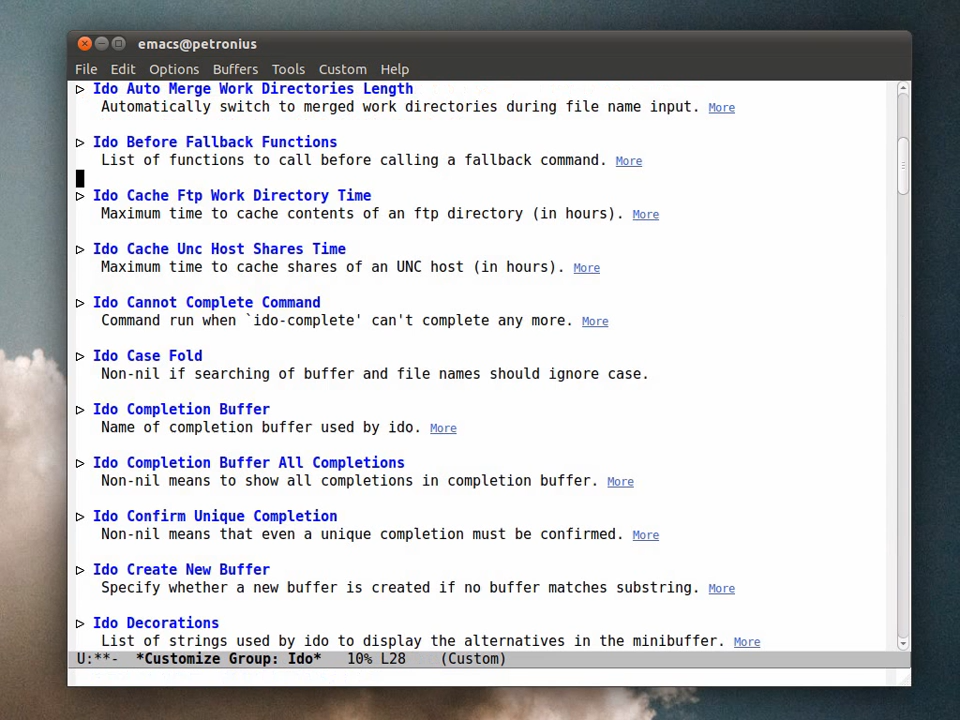 emacs@petronius
File Edit Options Buffers Tools Custom Help
Ido Auto Merge Work Directories Length
Automatically switch to merged work directories during file name input. More
Ido Before Fallback Functions
List of functions to call before calling a fallback command. More
Ido Cache Ftp Work Directory Time
Maximum time to cache contents of an ftp directory (in hours). More
Ido Cache Unc Host Shares Time
Maximum time to cache shares of an UNC host (in hours). More
Ido Cannot Complete Command
Command run when `ido-complete' can't complete any more. More
Ido Case Fold
Non-nil if searching of buffer and file names should ignore case.
Ido Completion Buffer
Name of completion buffer used by ido. More
Ido Completion Buffer All Completions
Non-nil means to show all completions in completion buffer. More
Ido Confirm Unique Completion
Non-nil means that even a unique completion must be confirmed. More
Ido Create New Buffer
Specify whether a new buffer is created if no buffer matches substring. More
Ido Decorations
List of strings used by ido to display the alternatives in the minibuffer. More
U:**-  *Customize Group: Ido*   10% L28    (Custom)